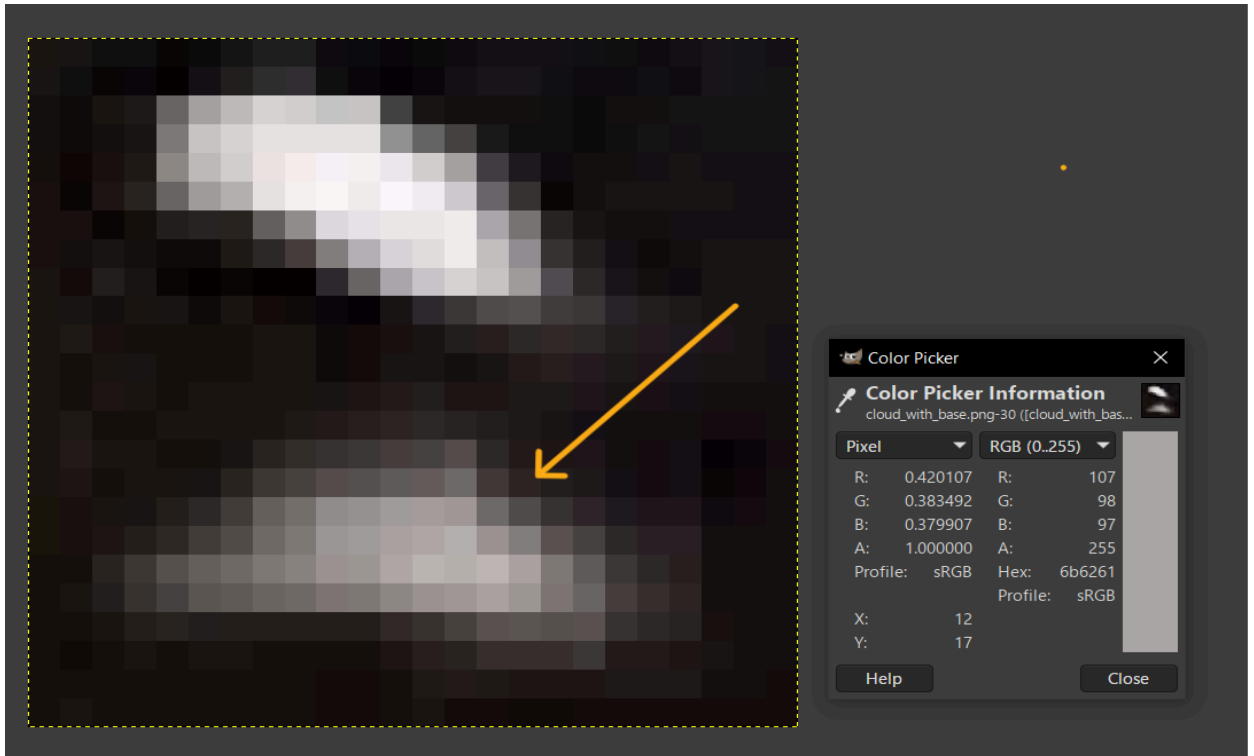 Color Picker
Color Picker Information
cloud_with_base.png-30 ([cloud_with_bas...
Pixel RGB (0..255)
R: 0.420107 R: 107
G: 0.383492 G: 98
B: 0.379907 B: 97
A: 1.000000 A: 255
Profile: sRGB Hex: 6b6261
Profile: sRGB
X: 12
Y: 17
Help Close